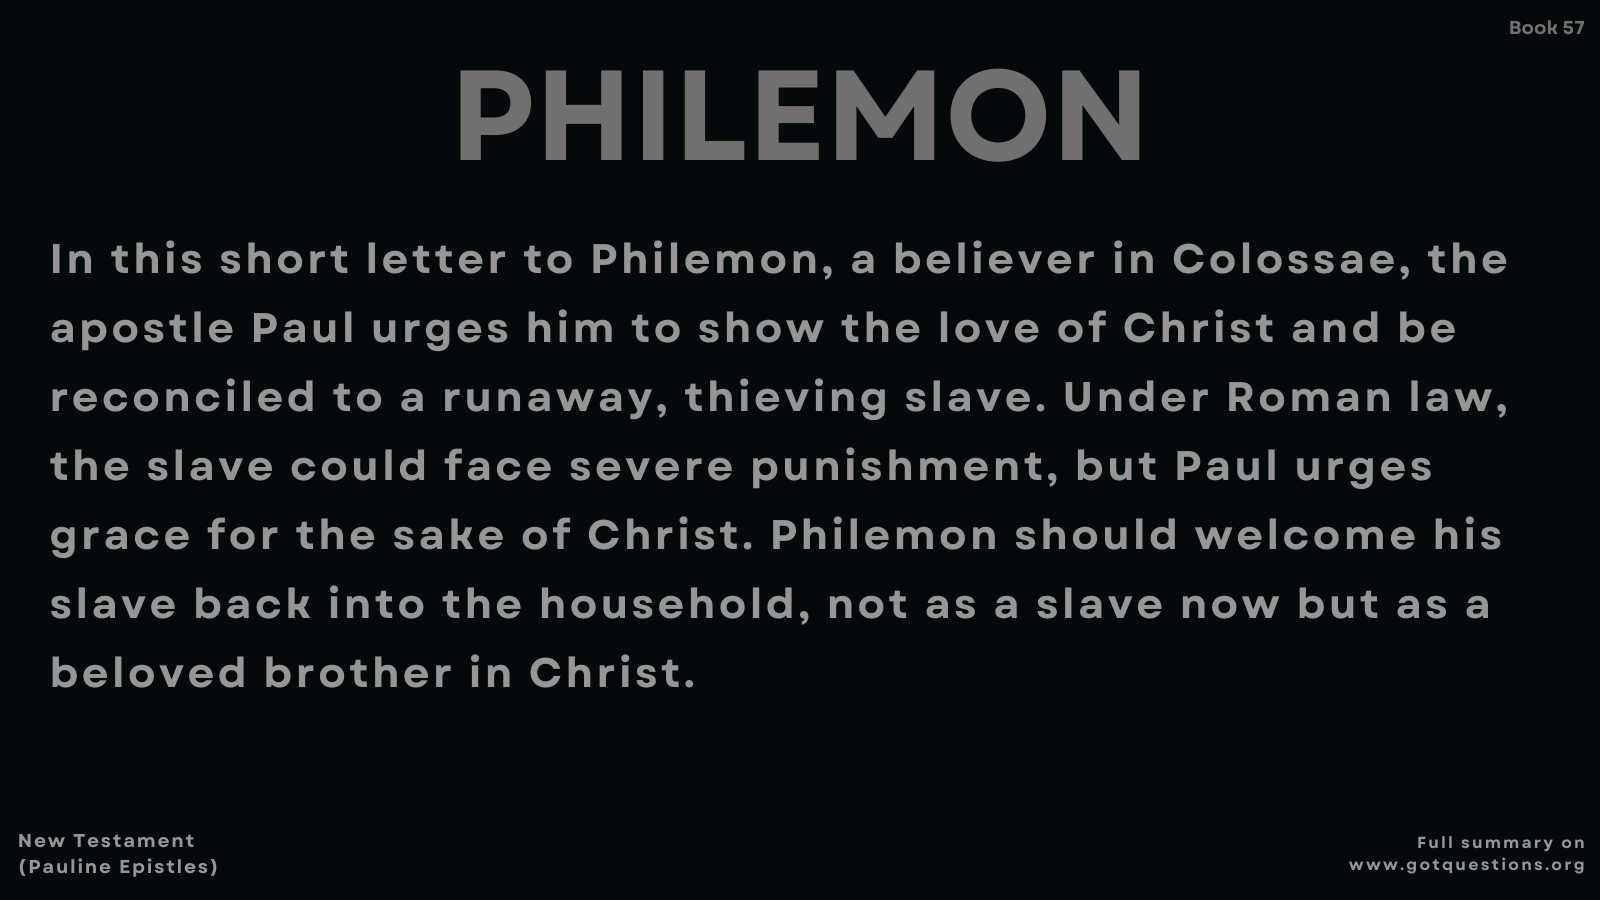 Book 57
PHILEMON
In this short letter to Philemon, a believer in Colossae, the
apostle Paul urges him to show the love of Christ and be
reconciled to a runaway, thieving slave. Under Roman law,
the slave could face severe punishment, but Paul urges
grace for the sake of Christ. Philemon should welcome his
slave back into the household, not as a slave now but as a
beloved brother in Christ.
New Testament
(Pauline Epistles)
Full summary on
www.gotquestions.org